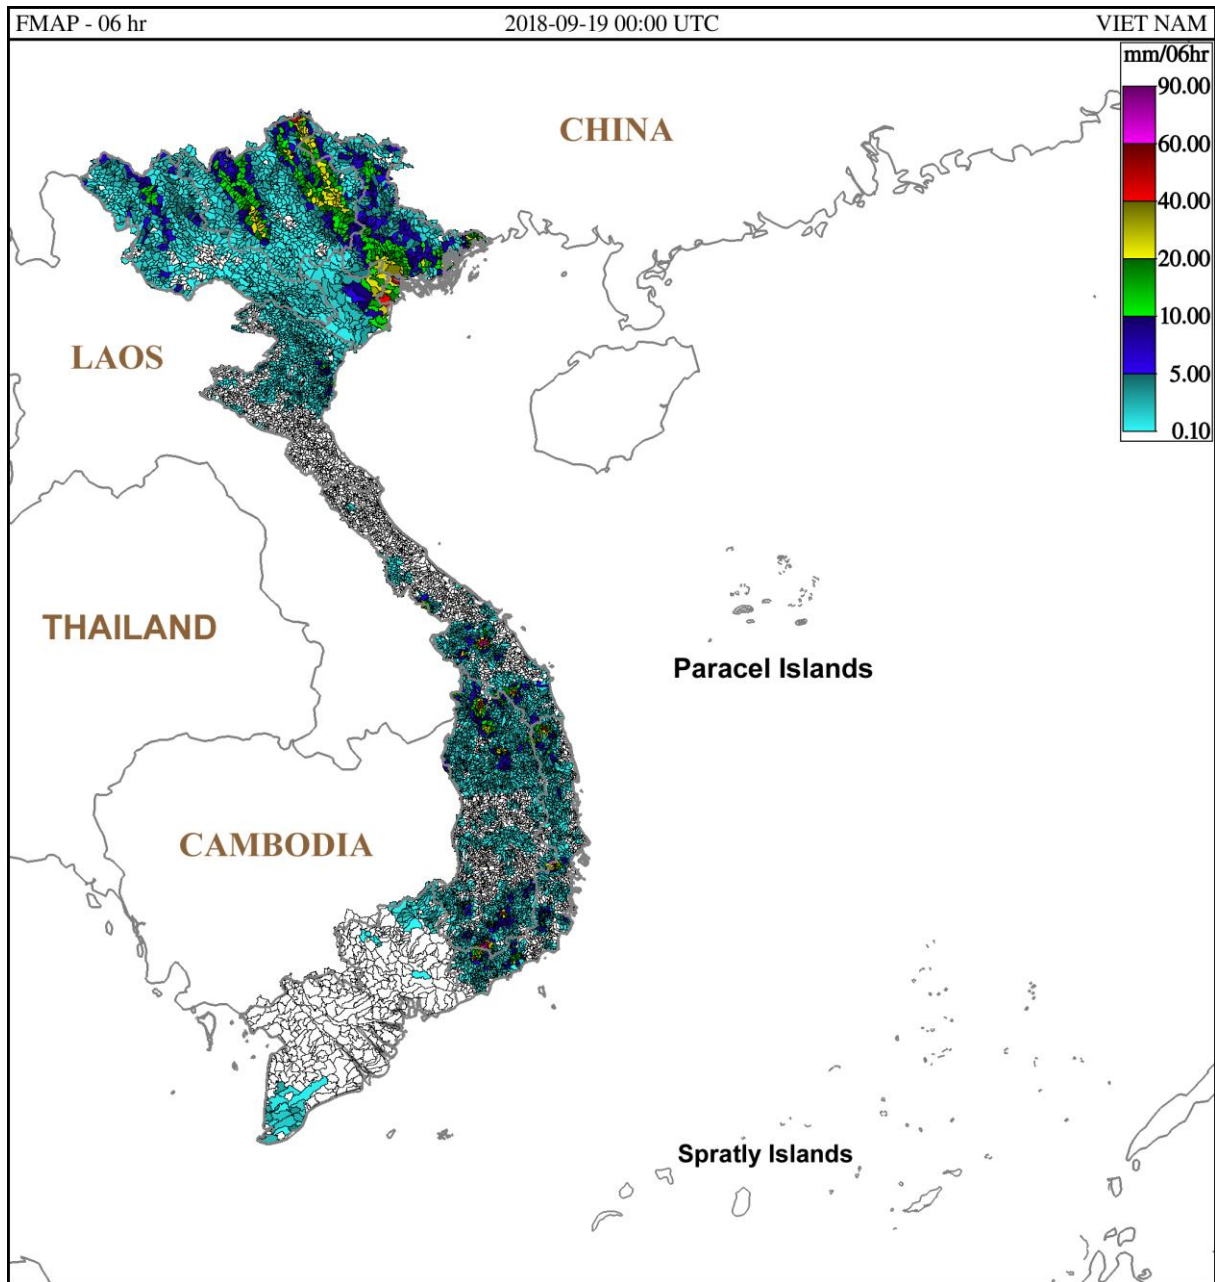 FMAP - 06 hr 2018-09-19 00:00 UTC VIET NAM
mm/06hr
90.00
60.00
40.00
20.00
10.00
5.00
0.10
CHINA
LAOS
THAILAND
Paracel Islands
CAMBODIA
Spratly Islands